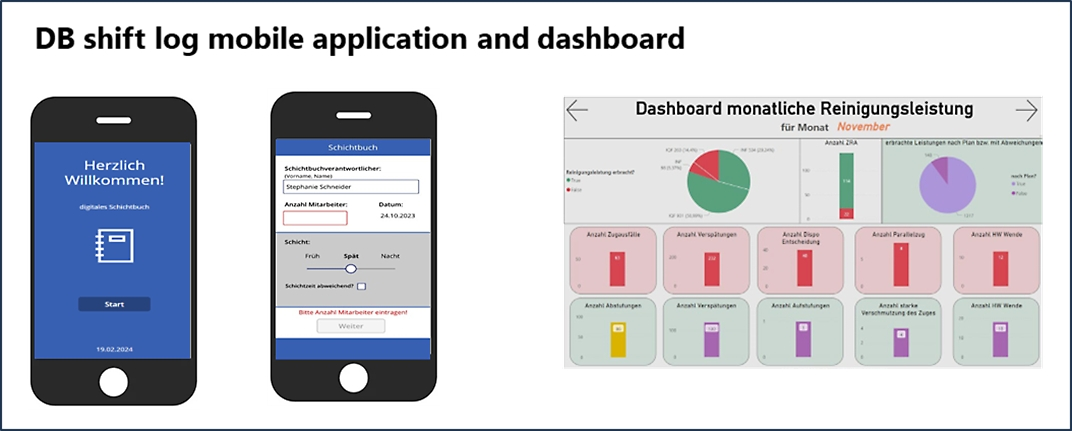 DB shift log mobile application and dashboard
Herzlich
Willkommen!
digitales Schichtbuch
Start
19.02.2024
Schichtbuch
Schichtbuchverantwortlicher:
(Vorname, Name)
Stephanie Schneider
Anzahl Mitarbeiter:
Datum:
24.10.2023
Schicht:
Früh
Spät
Nacht
Schichtzeit abweichend?
Bitte Anzahl Mitarbeiter eintragen!
Weiter
Dashboard monatliche Reinigungsleistung
für Monat November
Reinigungsleistung erbracht?
True
False
Anzahl ZRA
erbrachte Leistungen nach Plan bzw. mit Abweichungen
nach Plan?
True
False
1217
Anzahl Zugausfälle
Anzahl Verspätungen
Anzahl Dispo
Entscheidung
Anzahl Parallelzug
Anzahl HW Wende
Anzahl Abstufungen
Anzahl Verspätungen
Anzahl Aufstufungen
Anzahl starke
Verschmutzung des Zuges
Anzahl HW Wende